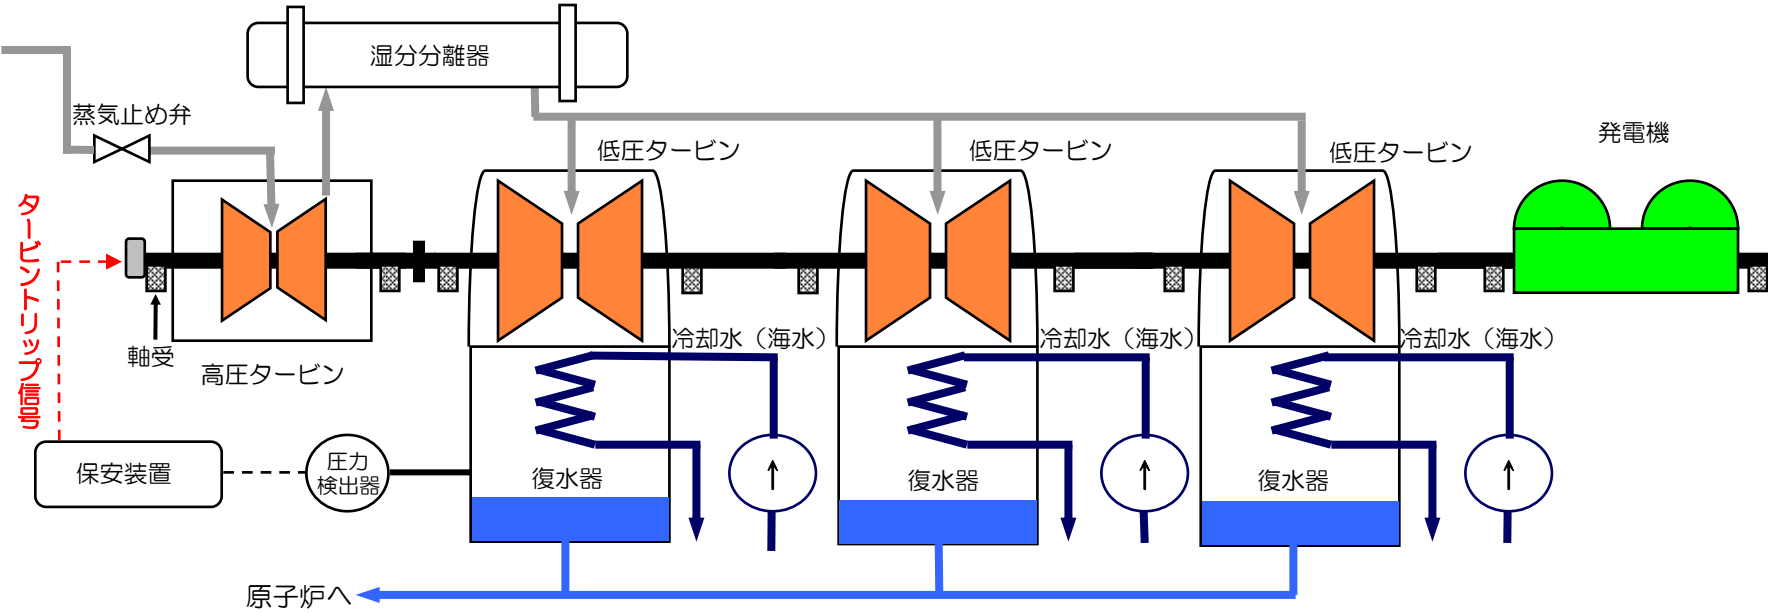 湿分分離器
蒸気止め弁
低圧タービン
低圧タービン
低圧タービン
発電機
タービントリップ信号
軸受
高圧タービン
冷却水（海水）
冷却水（海水）
冷却水（海水）
保安装置
圧力
検出器
復水器
復水器
復水器
原子炉へ